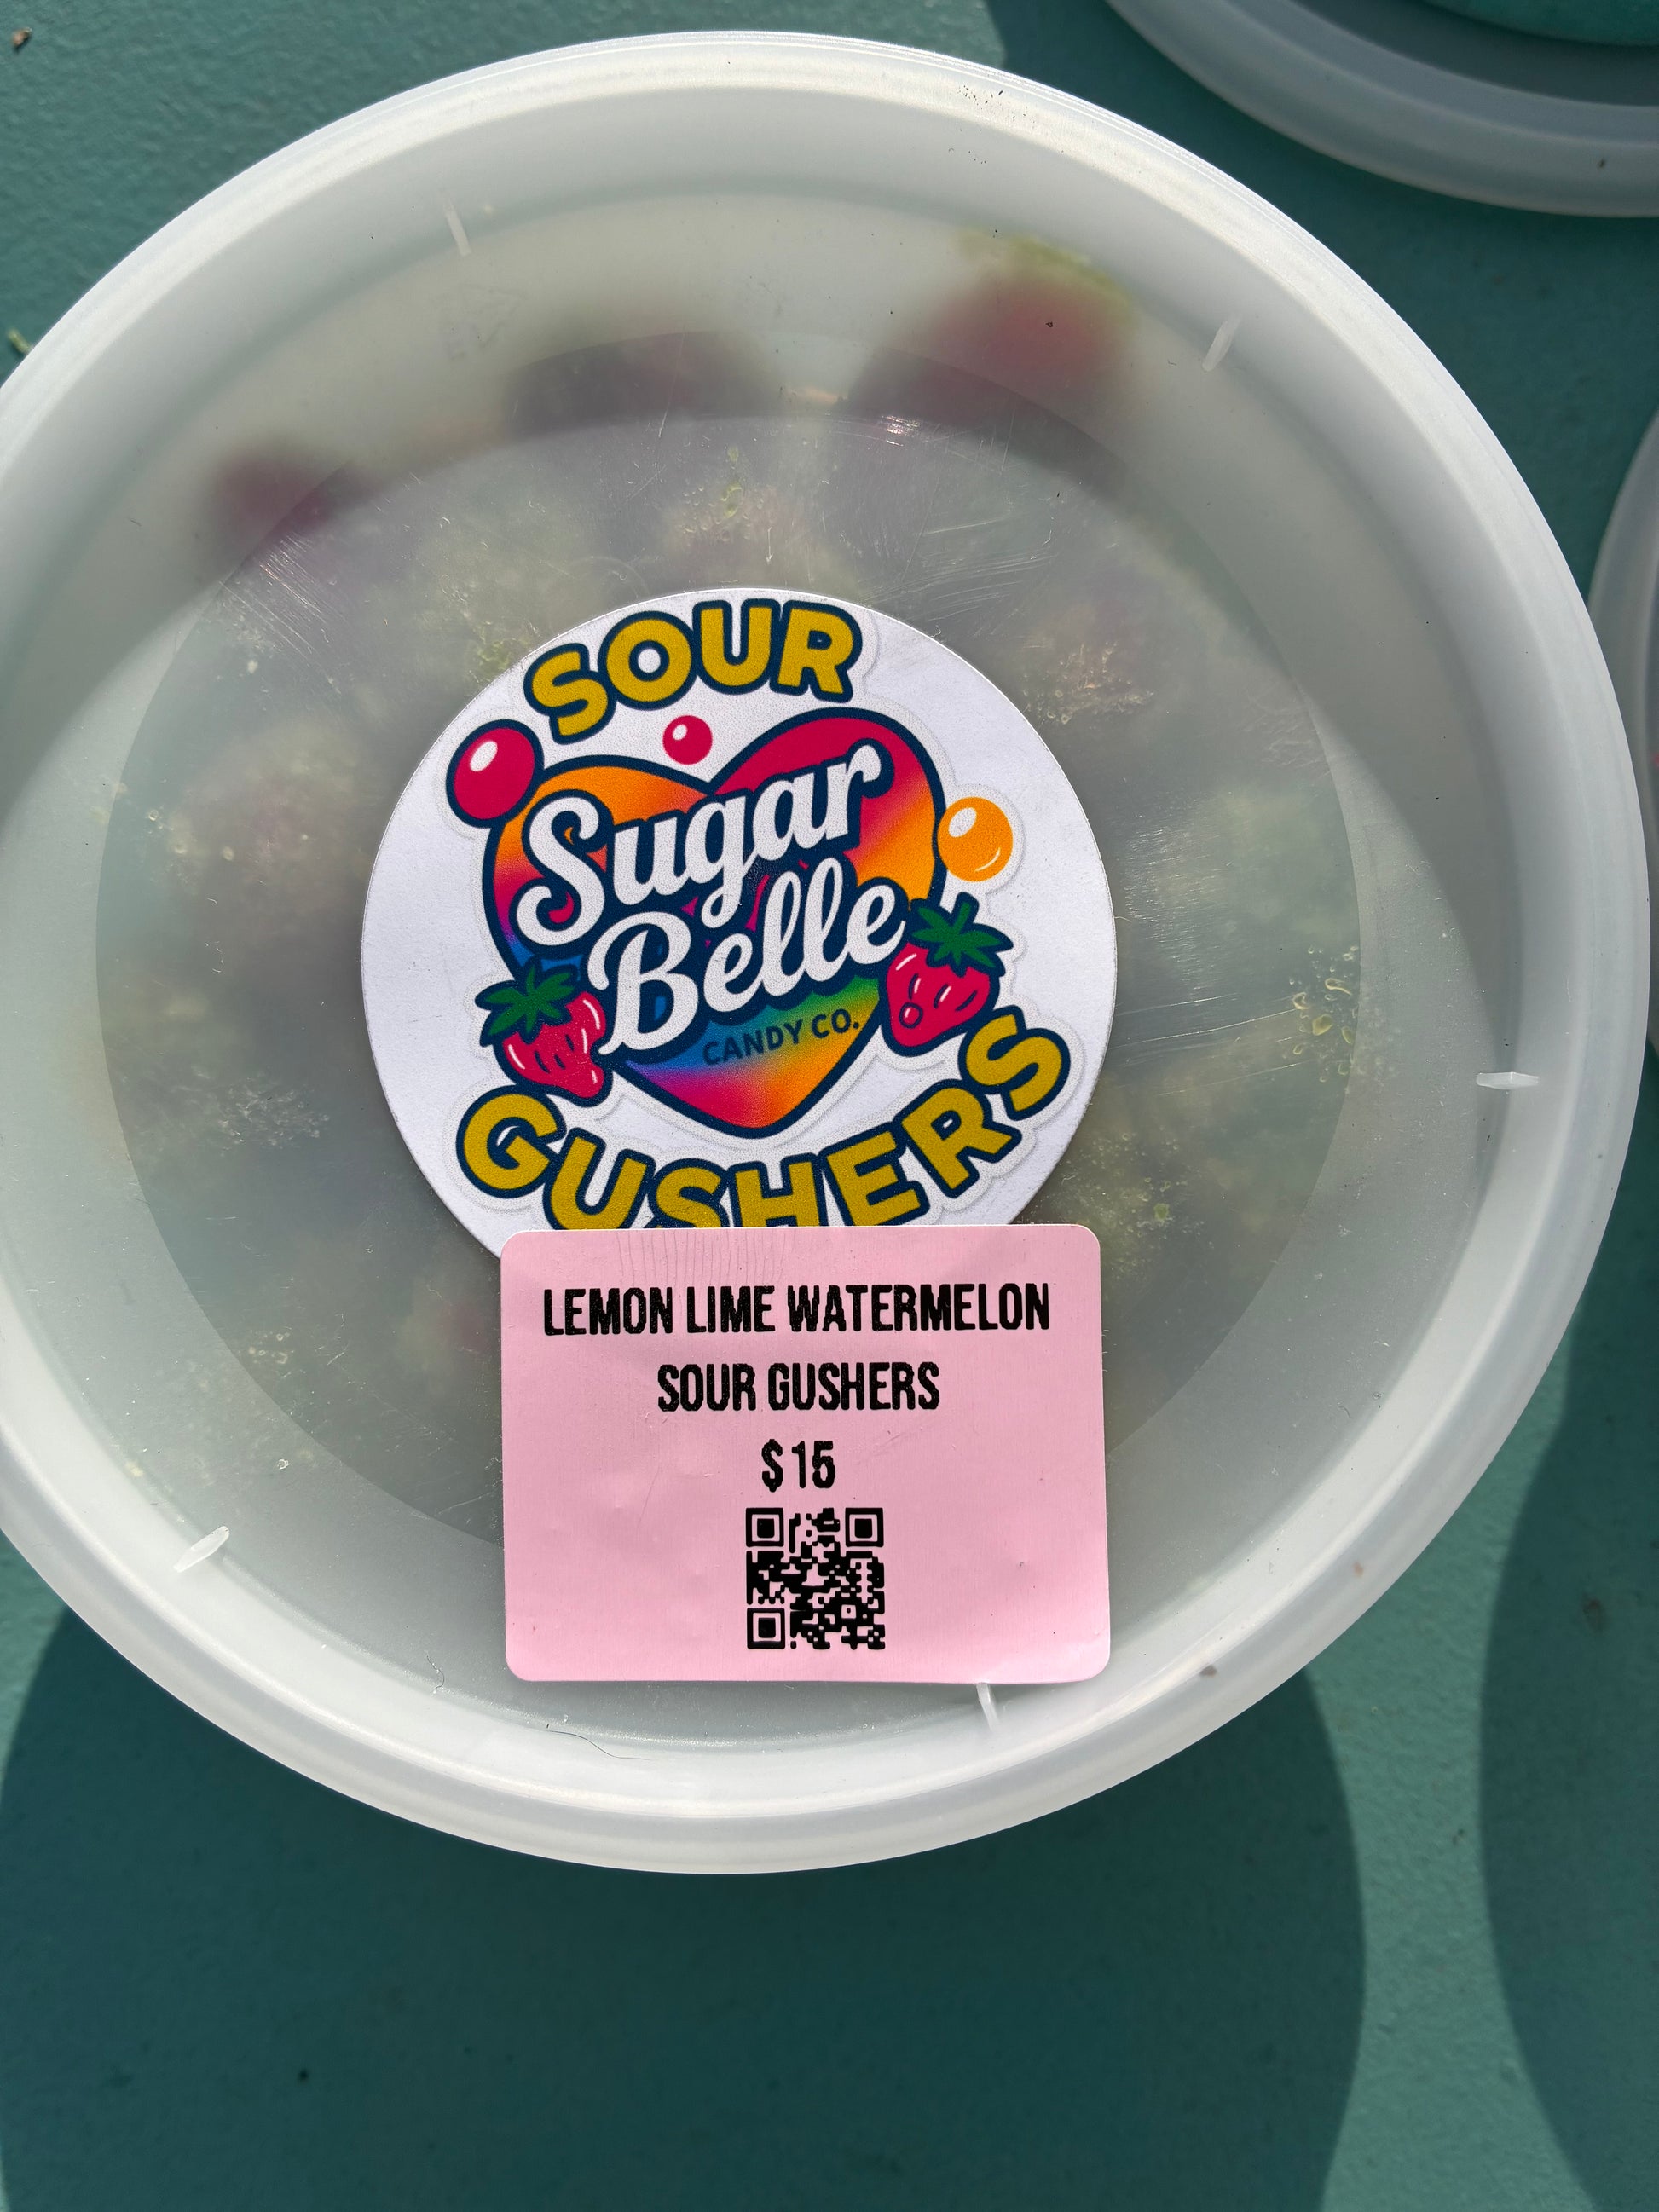 SOUR
Sugar
Belle
CANDY CO.
GUSHERS
LEMON LIME WATERMELON
SOUR GUSHERS
$15